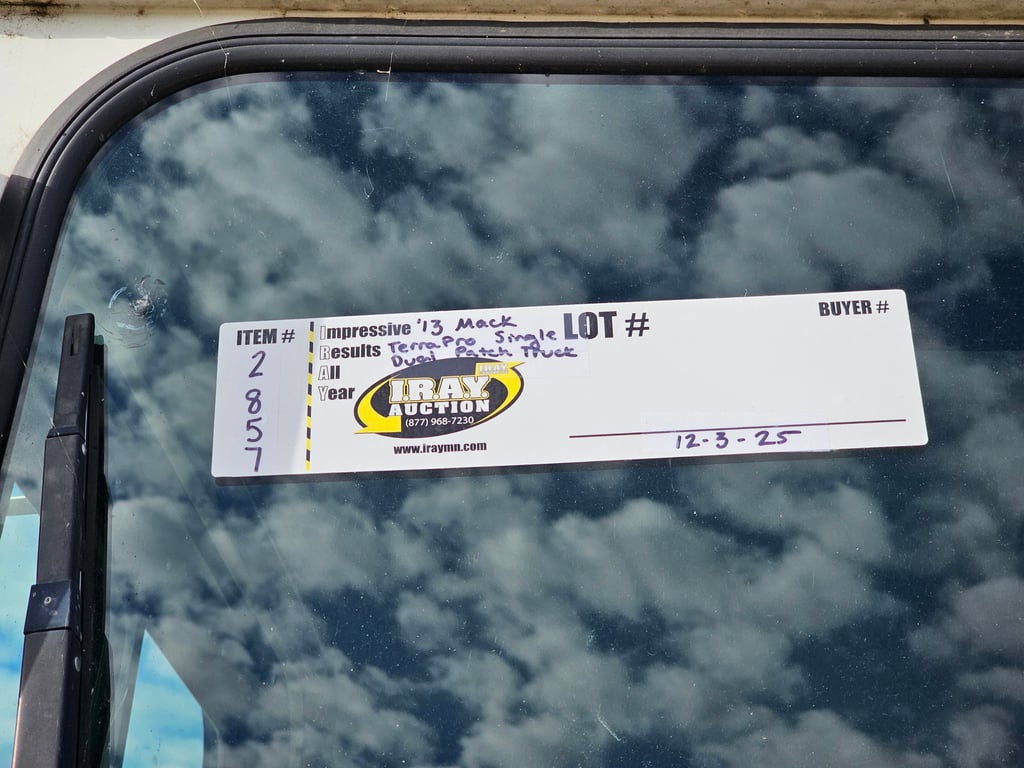 ITEM #
2
8
5
7
Impressive '13 Mack
Results TerraPro Single
Dual Patch Truck
All
Year
IRAY
I.R.A.Y.
AUCTION
(877) 968-7230
www.iraymn.com
LOT #
BUYER #
12-3-25